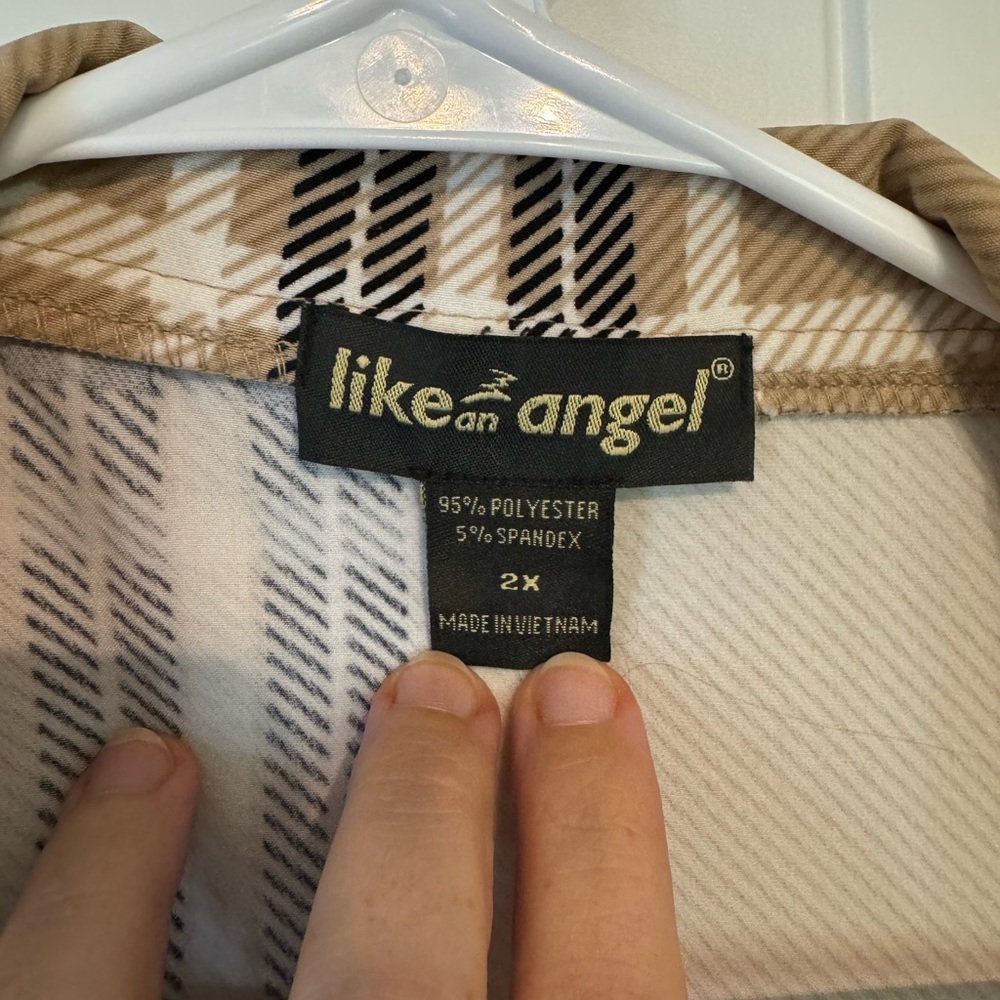 like an angel®
95% POLYESTER
5% SPANDEX
2X
MADE IN VIETNAM